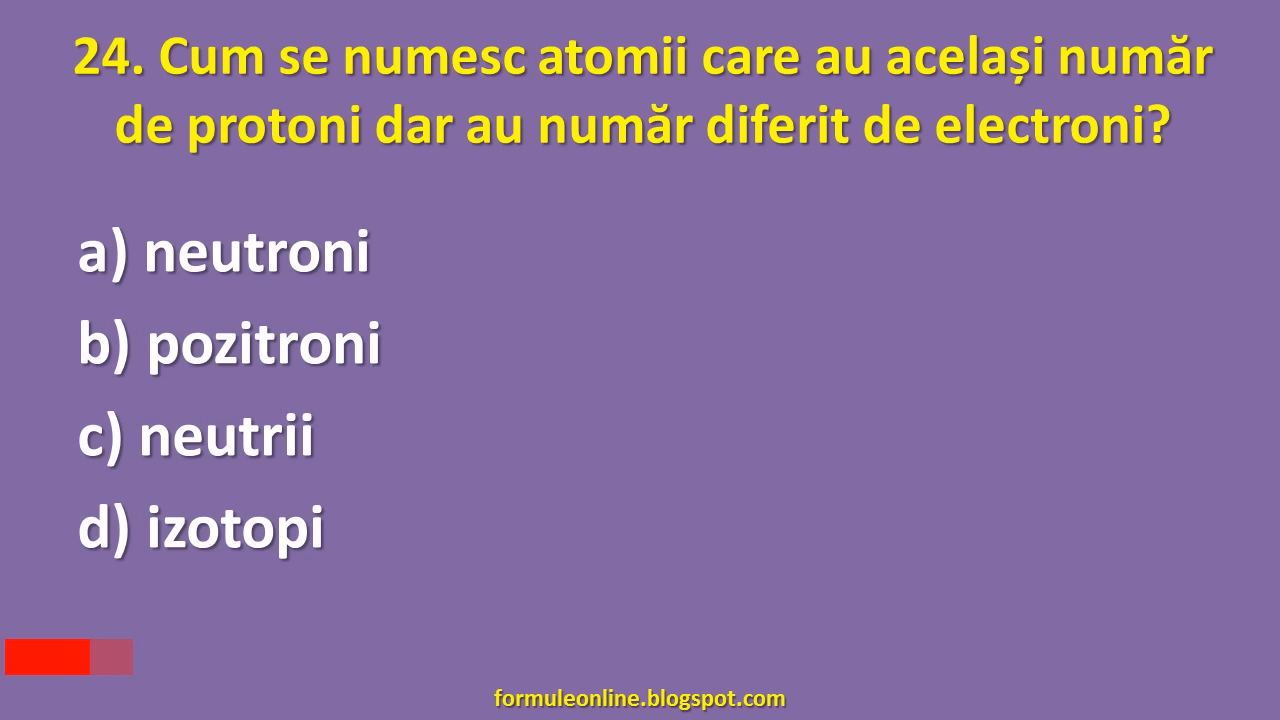 24. Cum se numesc atomii care au același număr
de protoni dar au număr diferit de electroni?
a) neutroni
b) pozitroni
c) neutrii
d) izotopi
formuleonline.blogspot.com